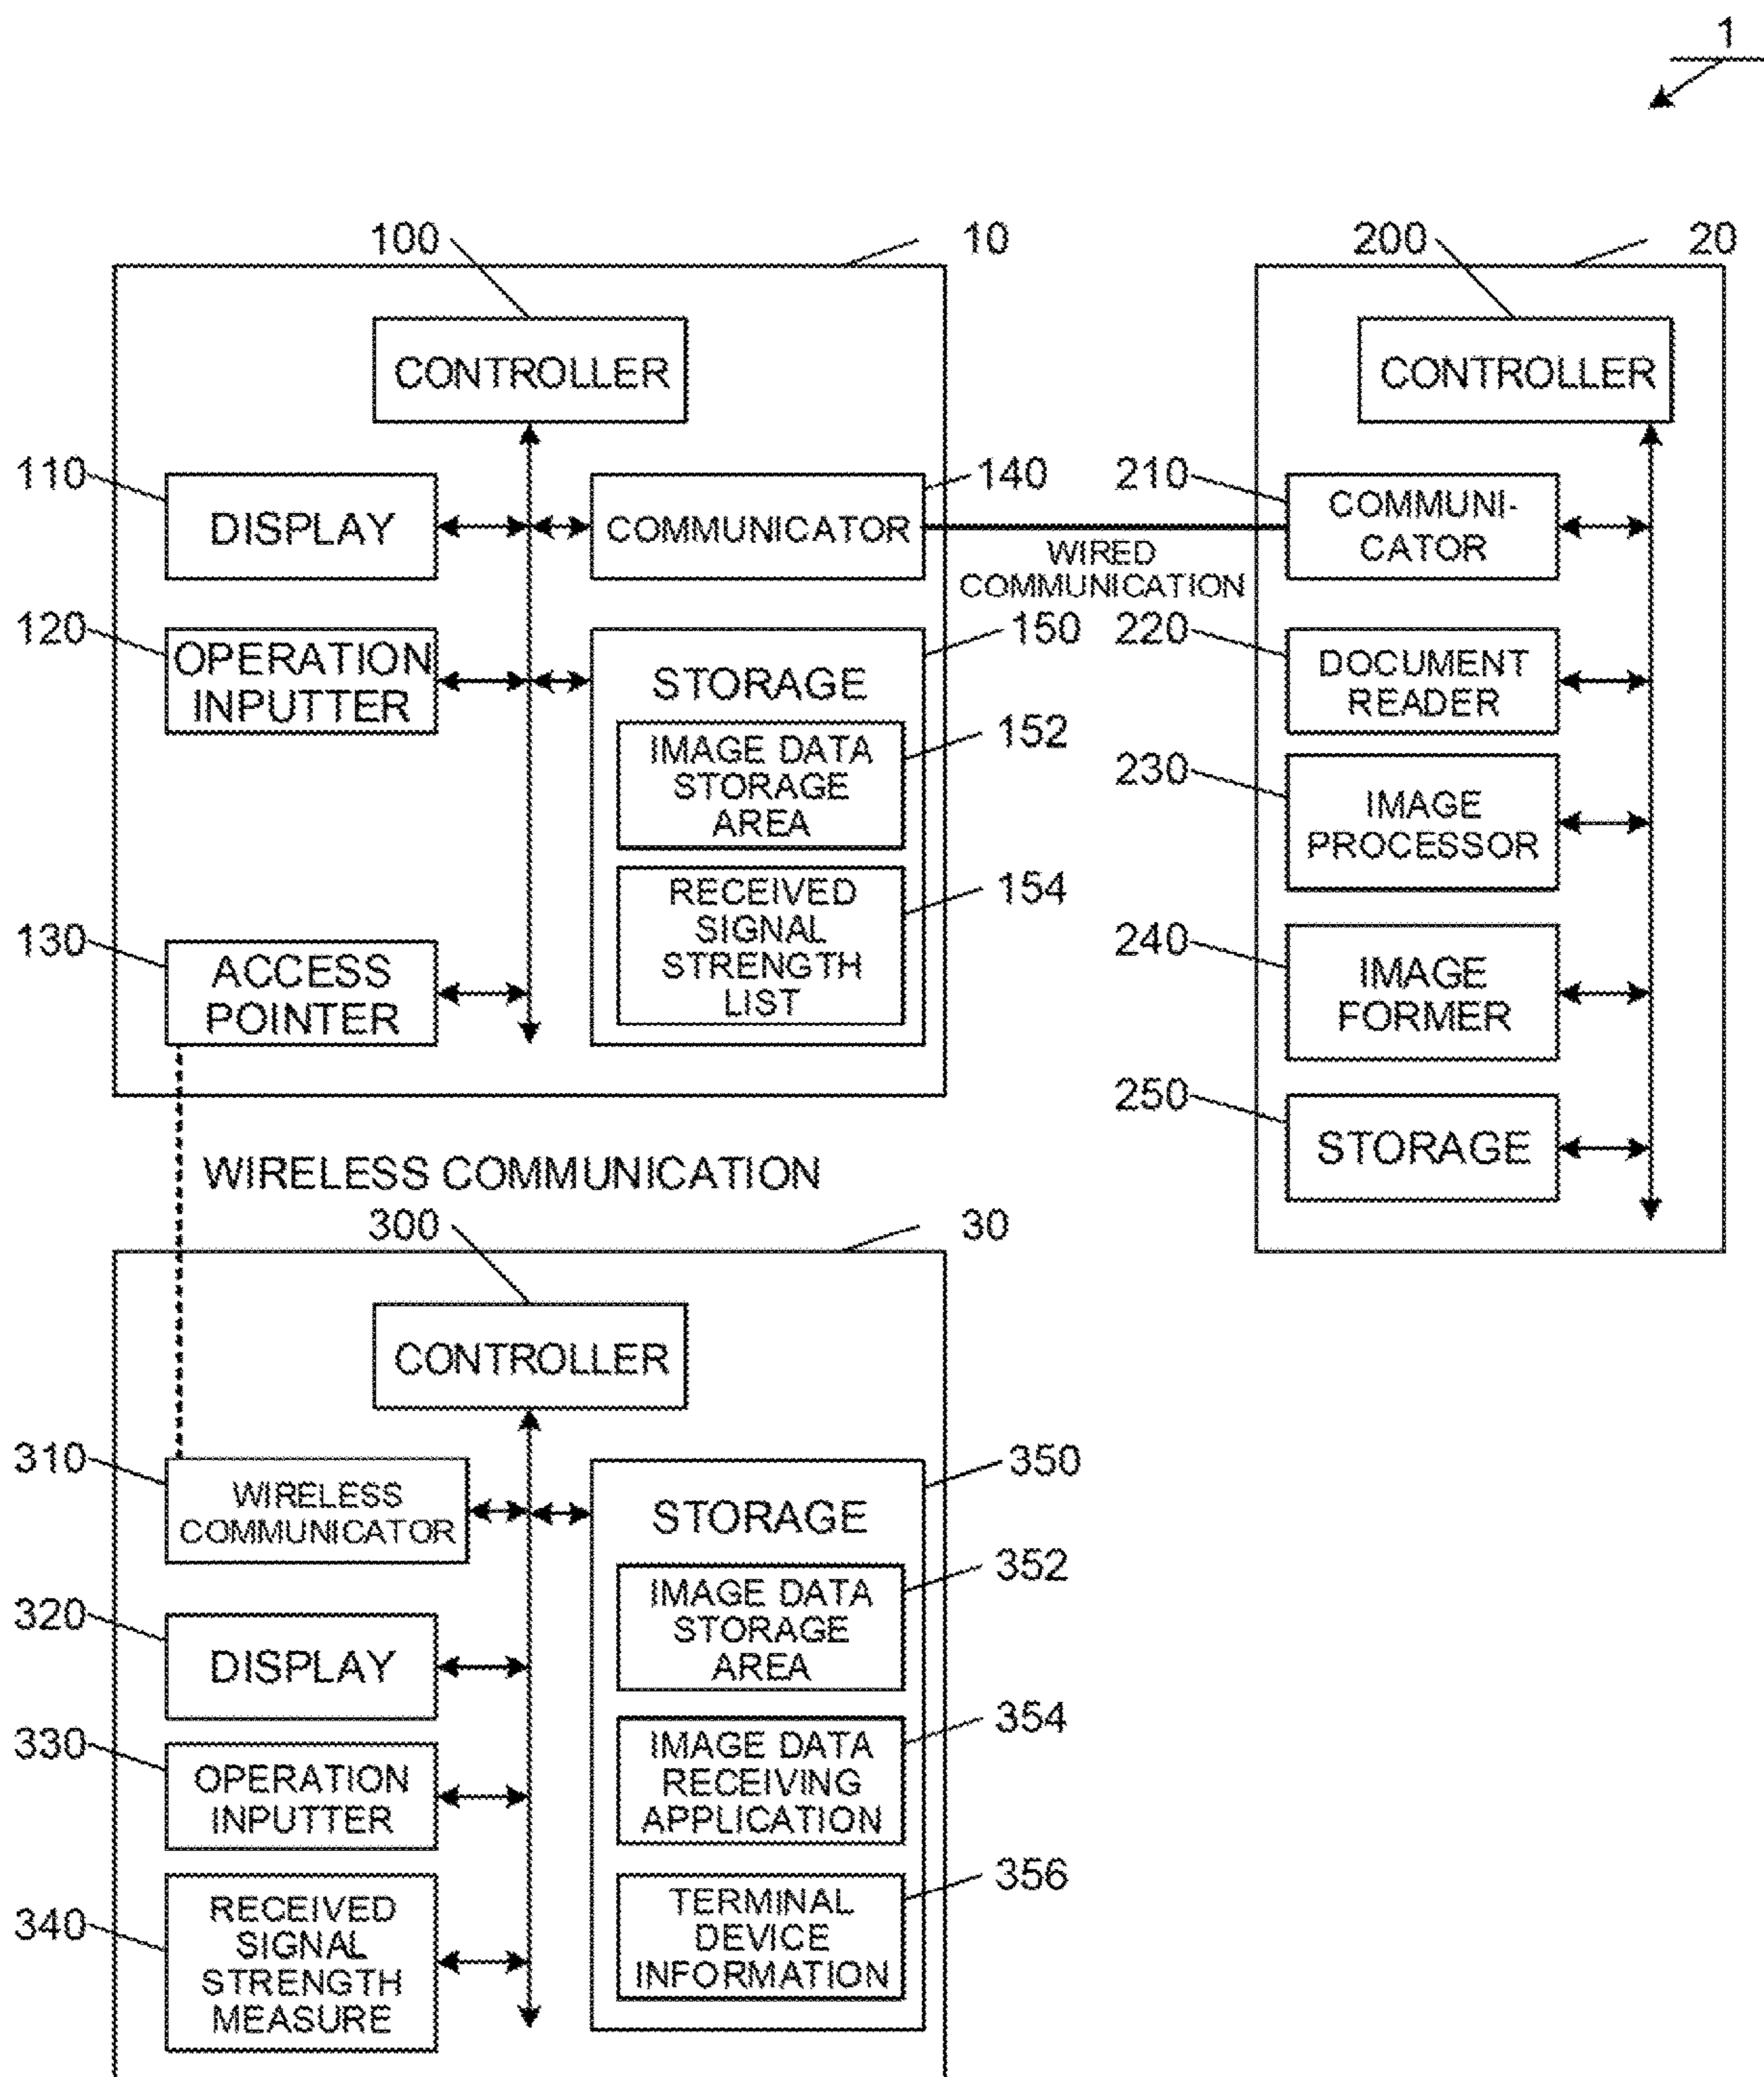 1
100
10
CONTROLLER
110
DISPLAY
140
COMMUNICATOR
WIRED
COMMUNICATION
120
OPERATION
INPUTTER
150
STORAGE
152
IMAGE DATA
STORAGE
AREA
154
RECEIVED
SIGNAL
STRENGTH
LIST
130
ACCESS
POINTER
200
20
CONTROLLER
210
COMMUNI-
CATOR
220
DOCUMENT
READER
230
IMAGE
PROCESSOR
240
IMAGE
FORMER
250
STORAGE
WIRELESS COMMUNICATION
300
30
CONTROLLER
310
WIRELESS
COMMUNICATOR
320
DISPLAY
330
OPERATION
INPUTTER
340
RECEIVED
SIGNAL
STRENGTH
MEASURE
350
STORAGE
352
IMAGE DATA
STORAGE
AREA
354
IMAGE DATA
RECEIVING
APPLICATION
356
TERMINAL
DEVICE
INFORMATION